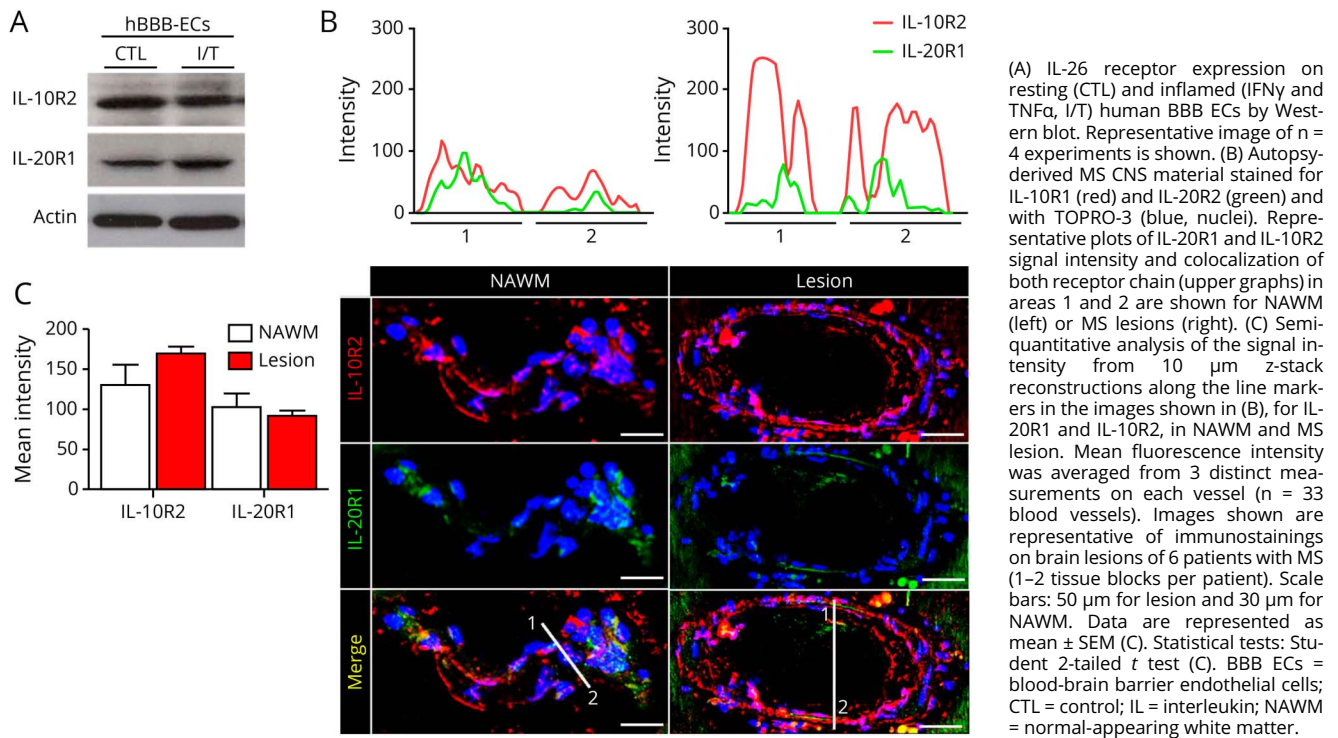 A
hBBB-ECs
CTL I/T
IL-10R2
IL-20R1
Actin
B
300
200
100
0
Intensity
1 2
300
200
100
0
Intensity
1 2
IL-10R2
IL-20R1
NAWM Lesion
IL-10R2
IL-20R1
Merge
1
2
1
2
C
200
150
100
50
0
Mean intensity
NAWM
Lesion
IL-10R2 IL-20R1
(A) IL-26 receptor expression on
resting (CTL) and inflamed (IFNγ and
TNFα, I/T) human BBB ECs by West-
ern blot. Representative image of n =
4 experiments is shown. (B) Autopsy-
derived MS CNS material stained for
IL-10R1 (red) and IL-20R2 (green) and
with TOPRO-3 (blue, nuclei). Repre-
sentative plots of IL-20R1 and IL-10R2
signal intensity and colocalization of
both receptor chain (upper graphs) in
areas 1 and 2 are shown for NAWM
(left) or MS lesions (right). (C) Semi-
quantitative analysis of the signal in-
tensity from 10 μm z-stack
reconstructions along the line mark-
ers in the images shown in (B), for IL-
20R1 and IL-10R2, in NAWM and MS
lesion. Mean fluorescence intensity
was averaged from 3 distinct mea-
surements on each vessel (n = 33
blood vessels). Images shown are
representative of immunostainings
on brain lesions of 6 patients with MS
(1–2 tissue blocks per patient). Scale
bars: 50 μm for lesion and 30 μm for
NAWM. Data are represented as
mean ± SEM (C). Statistical tests: Stu-
dent 2-tailed t test (C). BBB ECs =
blood-brain barrier endothelial cells;
CTL = control; IL = interleukin; NAWM
= normal-appearing white matter.